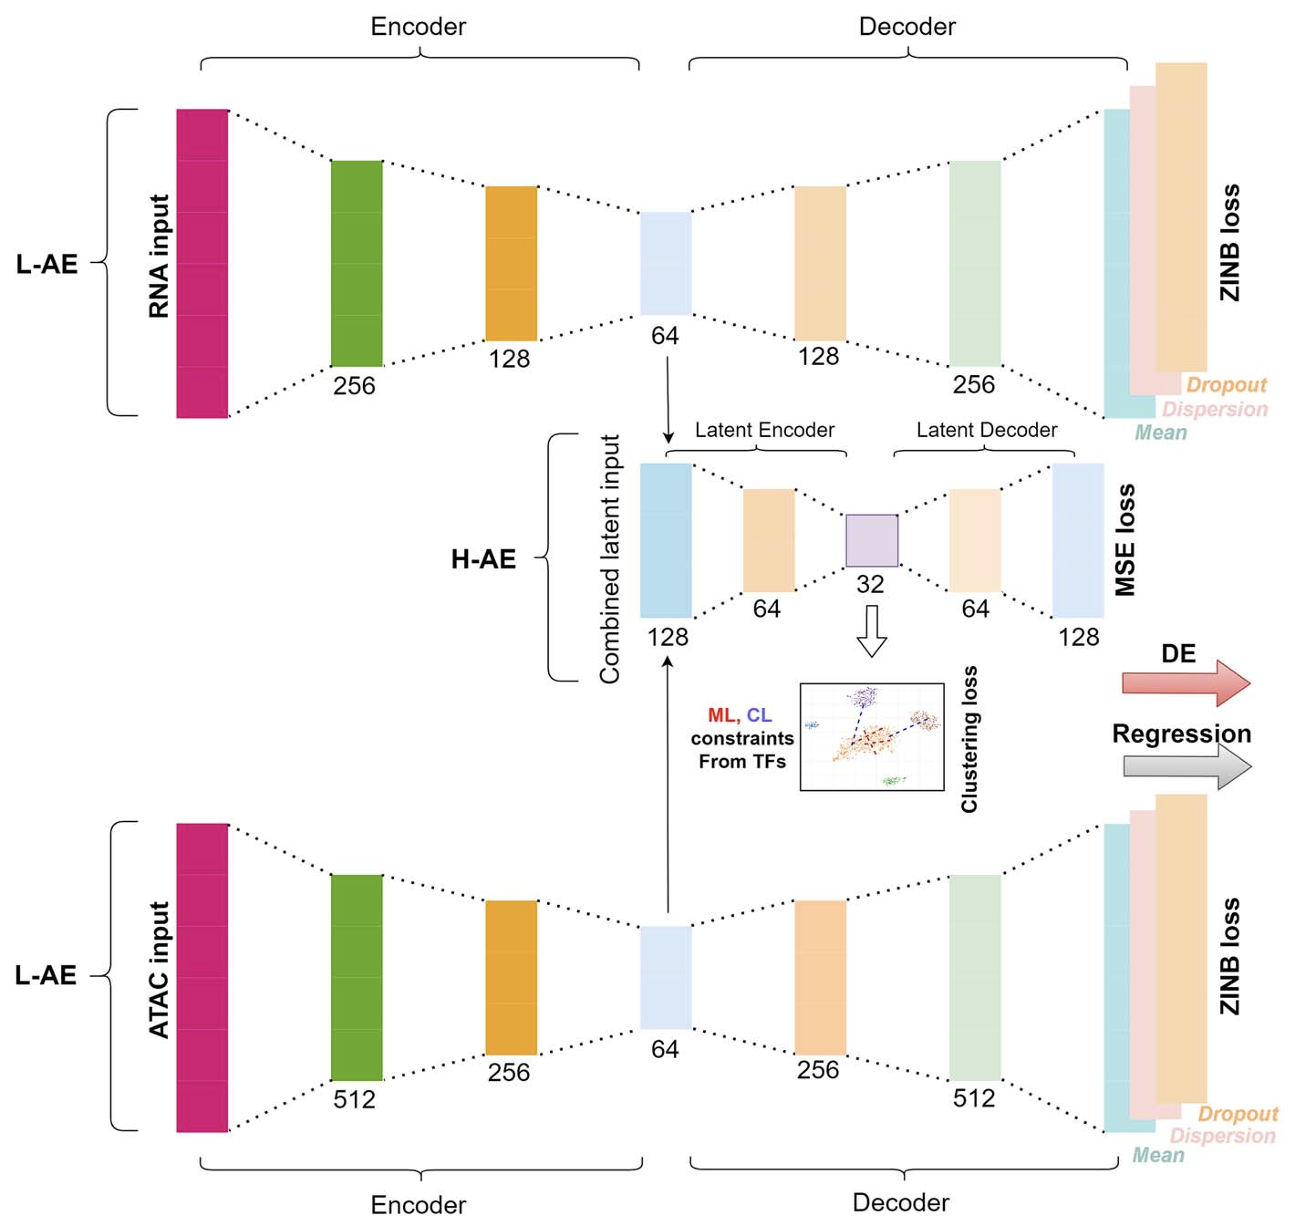 Encoder
Decoder
L-AE
RNA input
256
128
64
128
256
ZINB loss
Dropout
Dispersion
Mean
Latent Encoder
Latent Decoder
H-AE
Combined latent input
128
64
32
64
128
MSE loss
ML, CL
constraints
From TFs
Clustering loss
DE
Regression
L-AE
ATAC input
512
256
64
256
512
ZINB loss
Dropout
Dispersion
Mean
Encoder
Decoder